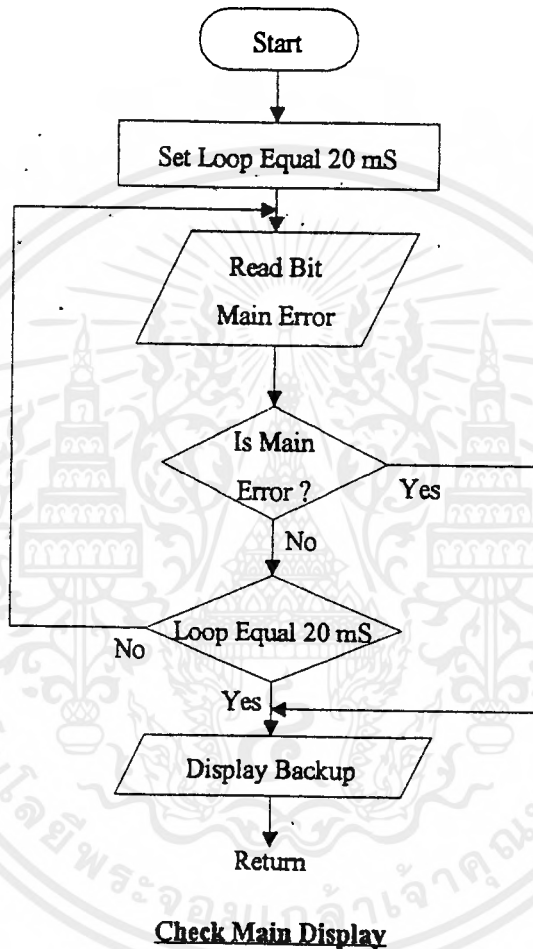 Start
Set Loop Equal 20 mS
Read Bit
Main Error
Is Main
Error ?
Yes
No
Loop Equal 20 mS
No
Yes
Display Backup
Return
Check Main Display